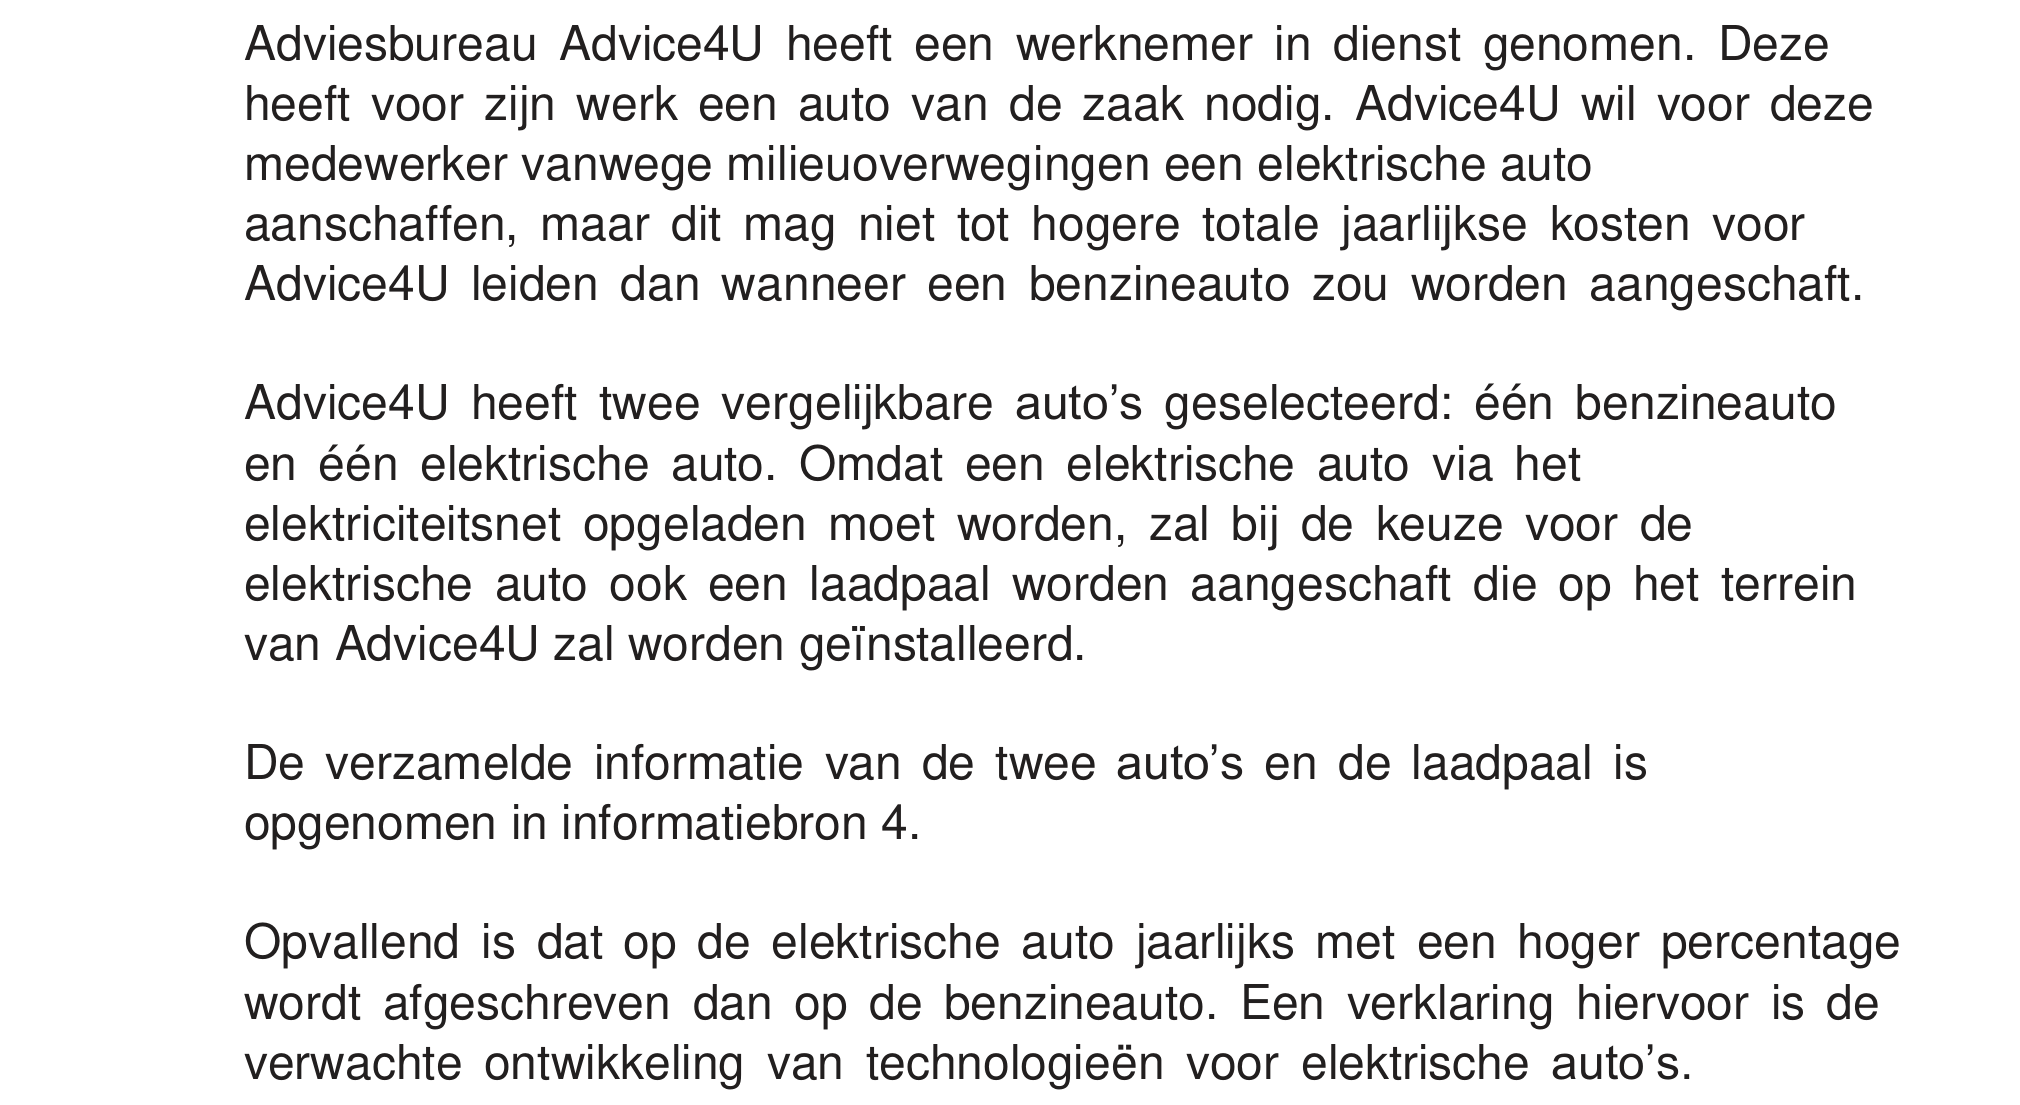 Adviesbureau Advice4U heeft een werknemer in dienst genomen. Deze
heeft voor zijn werk een auto van de zaak nodig. Advice4U wil voor deze
medewerker vanwege milieuoverwegingen een elektrische auto
aanschaffen, maar dit mag niet tot hogere totale jaarlijkse kosten voor
Advice4U leiden dan wanneer een benzineauto zou worden aangeschaft.
Advice4U heeft twee vergelijkbare auto’s geselecteerd: één benzineauto
en één elektrische auto. Omdat een elektrische auto via het
elektriciteitsnet opgeladen moet worden, zal bij de keuze voor de
elektrische auto ook een laadpaal worden aangeschaft die op het terrein
van Advice4U zal worden geïnstalleerd.
De verzamelde informatie van de twee auto’s en de laadpaal is
opgenomen in informatiebron 4.
Opvallend is dat op de elektrische auto jaarlijks met een hoger percentage
wordt afgeschreven dan op de benzineauto. Een verklaring hiervoor is de
verwachte ontwikkeling van technologieën voor elektrische auto’s.